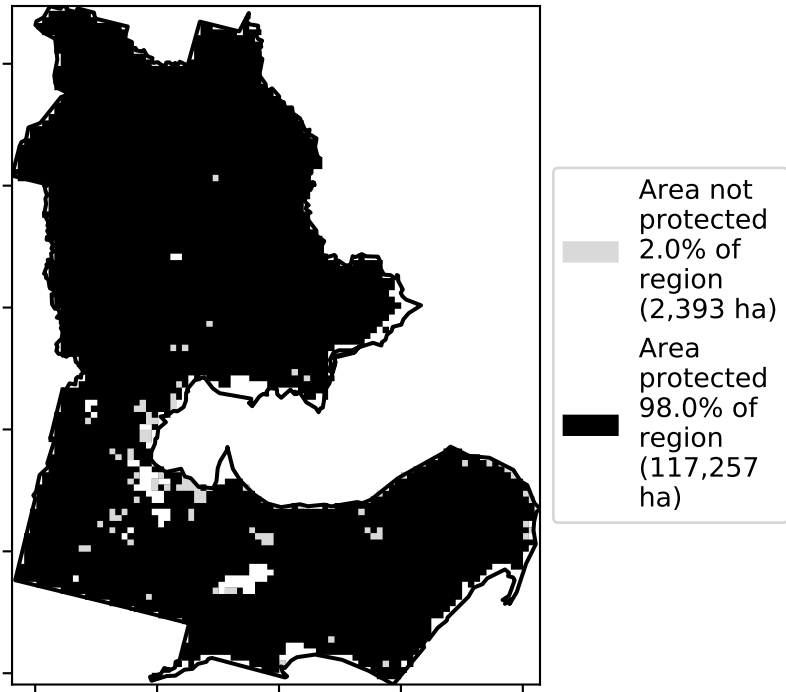 Area not
protected
2.0% of
region
(2,393 ha)
Area
protected
98.0% of
region
(117,257
ha)